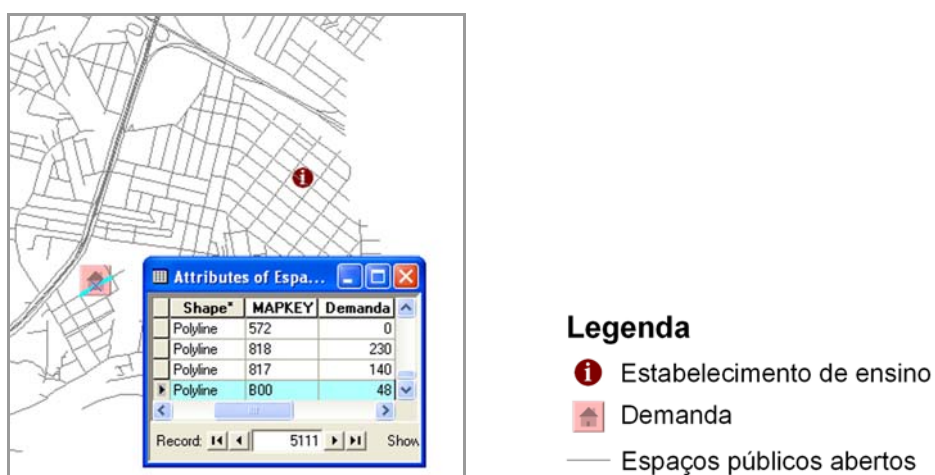 Attributes of Espa...
Shape* MAPKEY Demanda
Polyline 572 0
Polyline 818 230
Polyline 817 140
Polyline B00 48
Record: 5111 Show
Legenda
Estabelecimento de ensino
Demanda
Espaços públicos abertos